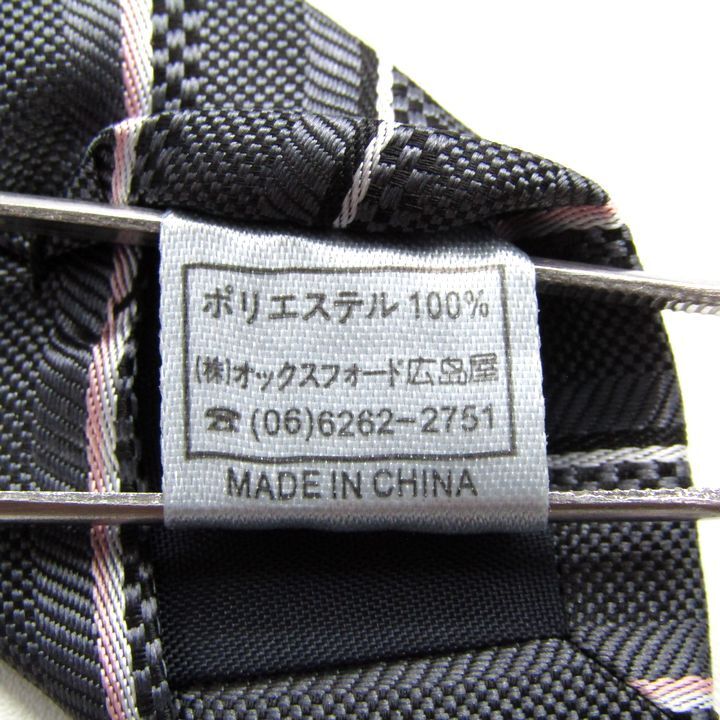 ポリエステル 100%
(株)オックスフォード広島屋
☎ (06)6262-2751
MADE IN CHINA